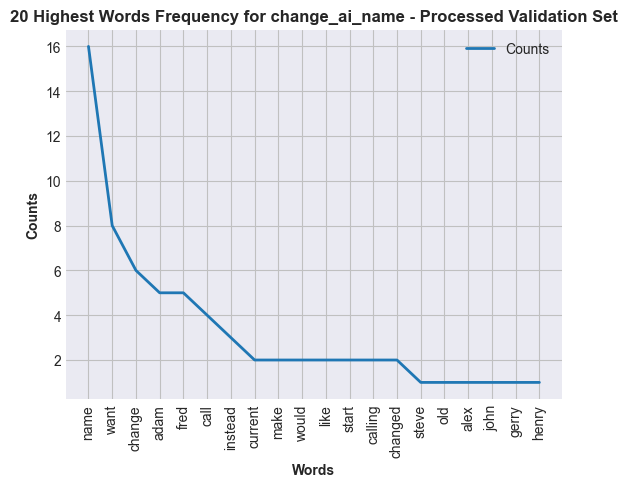 20 Highest Words Frequency for change_ai_name - Processed Validation Set
Counts
16
14
12
10
8
6
4
2
Counts
name
want
change
adam
fred
call
instead
current
make
would
like
start
calling
changed
steve
old
alex
john
gerry
henry
Words